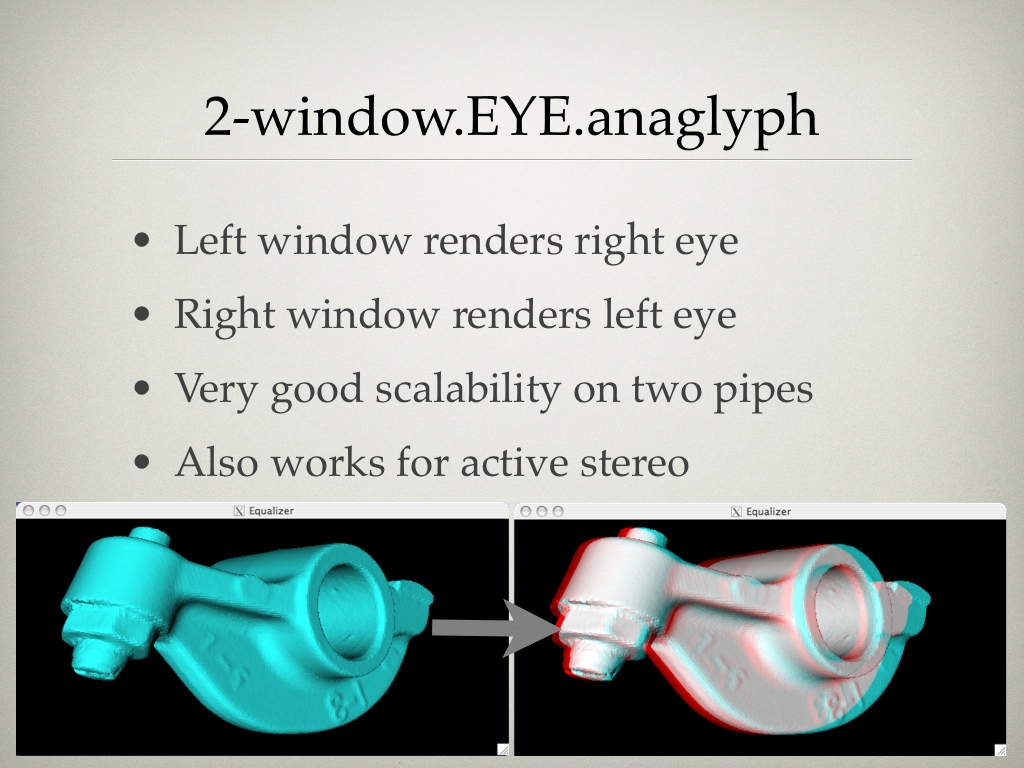 2-window.EYE.anaglyph
• Left window renders right eye
• Right window renders left eye
• Very good scalability on two pipes
• Also works for active stereo
X Equalizer
X Equalizer